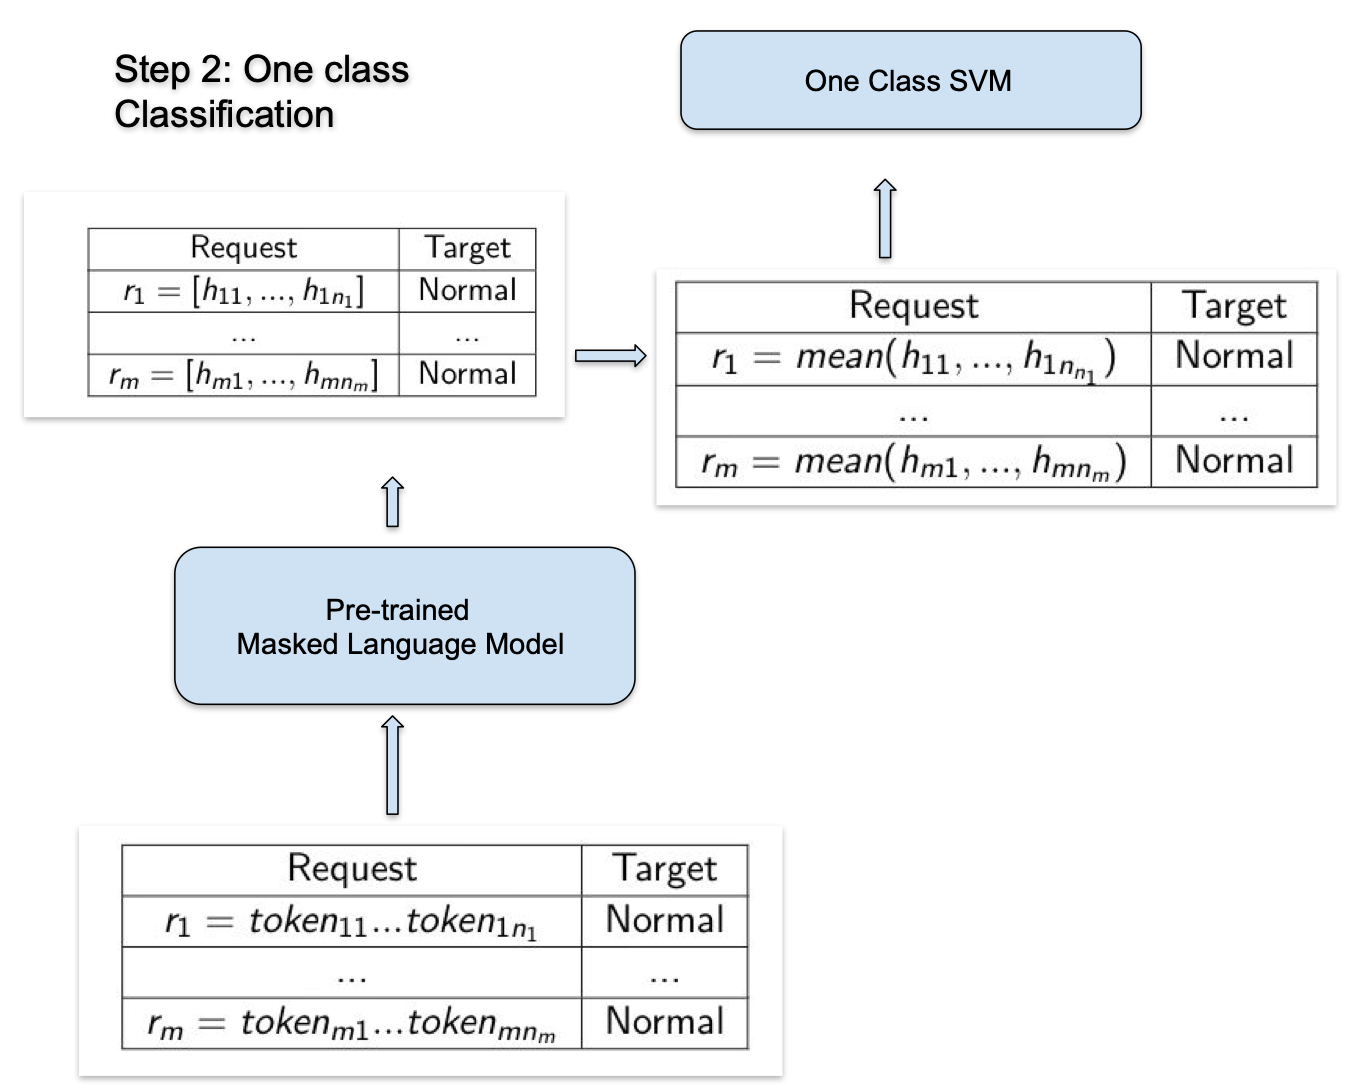 Step 2: One class
Classification
One Class SVM
Request Target
r₁ = [h₁₁, ..., h₁ₙ₁] Normal
... ...
rₘ = [hₘ₁, ..., hₘₙₘ] Normal
Request Target
r₁ = mean(h₁₁, ..., h₁ₙₙ₁) Normal
... ...
rₘ = mean(hₘ₁, ..., hₘₙₘ) Normal
Pre-trained
Masked Language Model
Request Target
r₁ = token₁₁...token₁ₙ₁ Normal
... ...
rₘ = tokenₘ₁...tokenₘₙₘ Normal